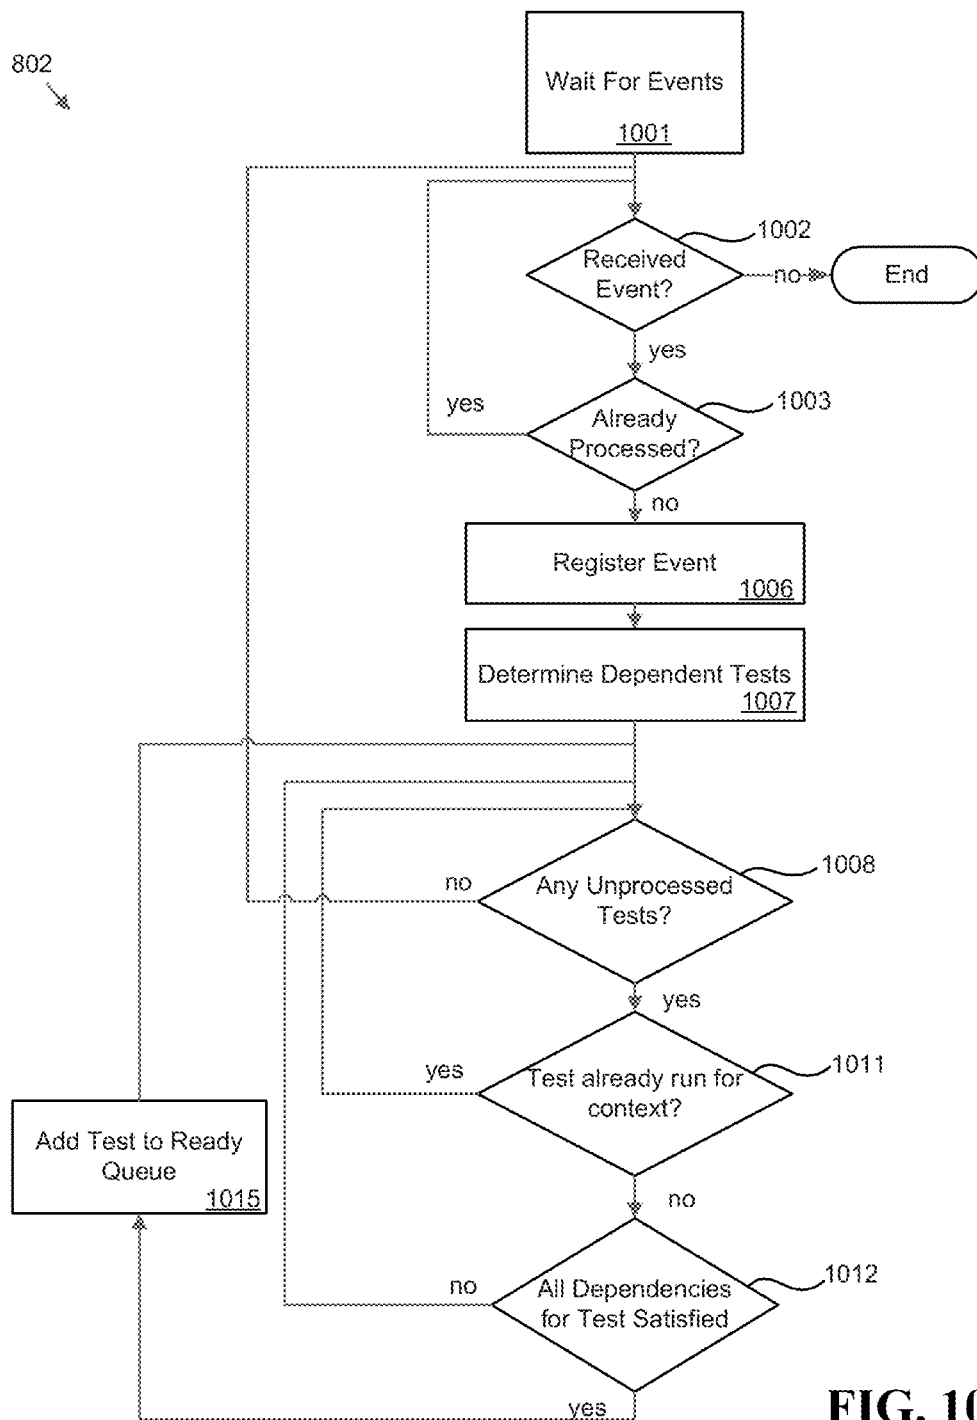 802
Wait For Events
1001
1002
Received
Event?
no
End
yes
1003
yes
Already
Processed?
no
Register Event
1006
Determine Dependent Tests
1007
1008
no
Any Unprocessed
Tests?
yes
1011
yes
Test already run for
context?
Add Test to Ready
Queue
1015
no
1012
no
All Dependencies
for Test Satisfied
yes
FIG. 10